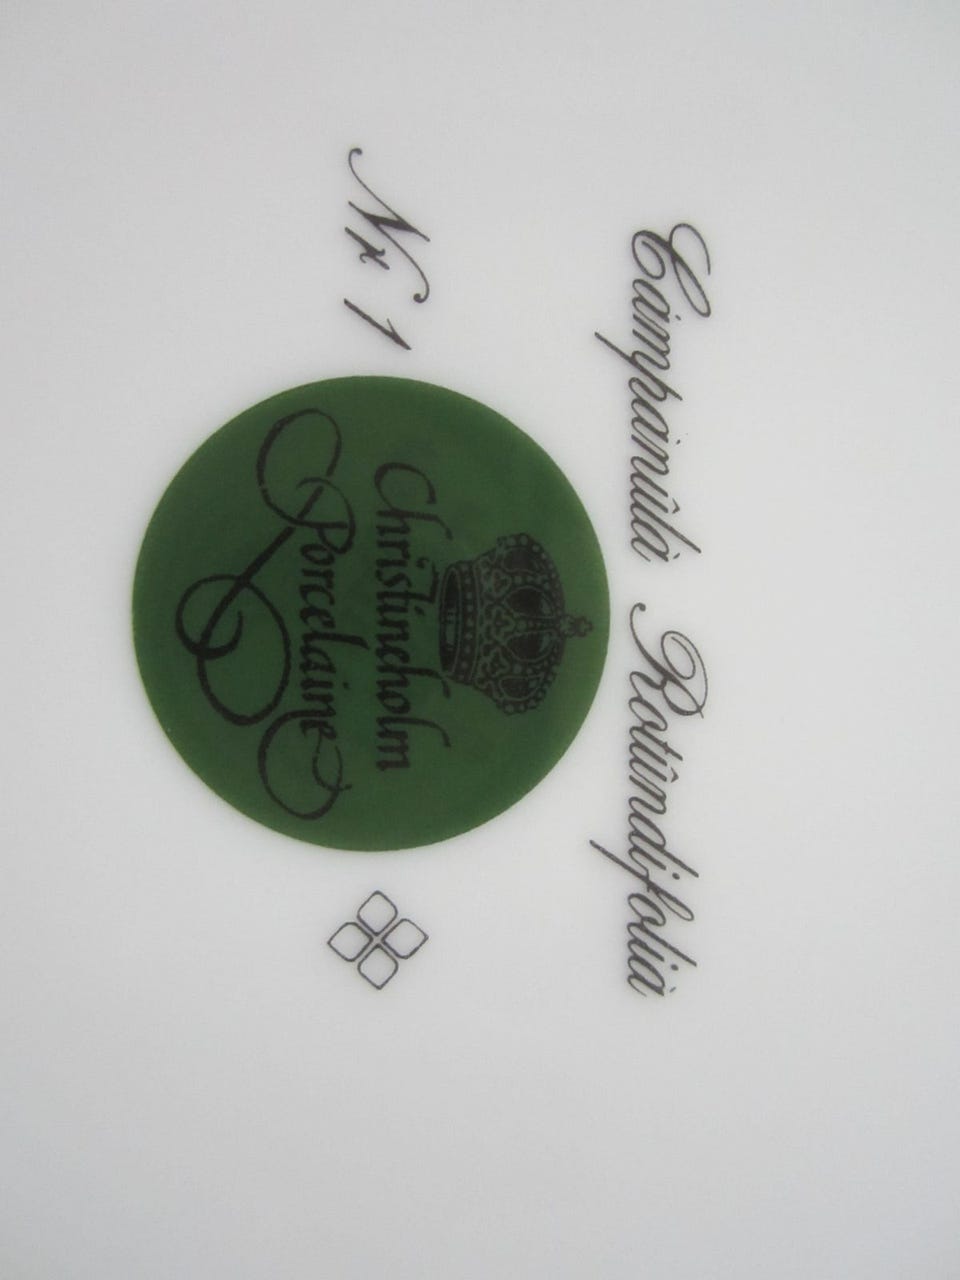 Campanula Rotundifolia
Nr 1
Christineholm
Porcelaine